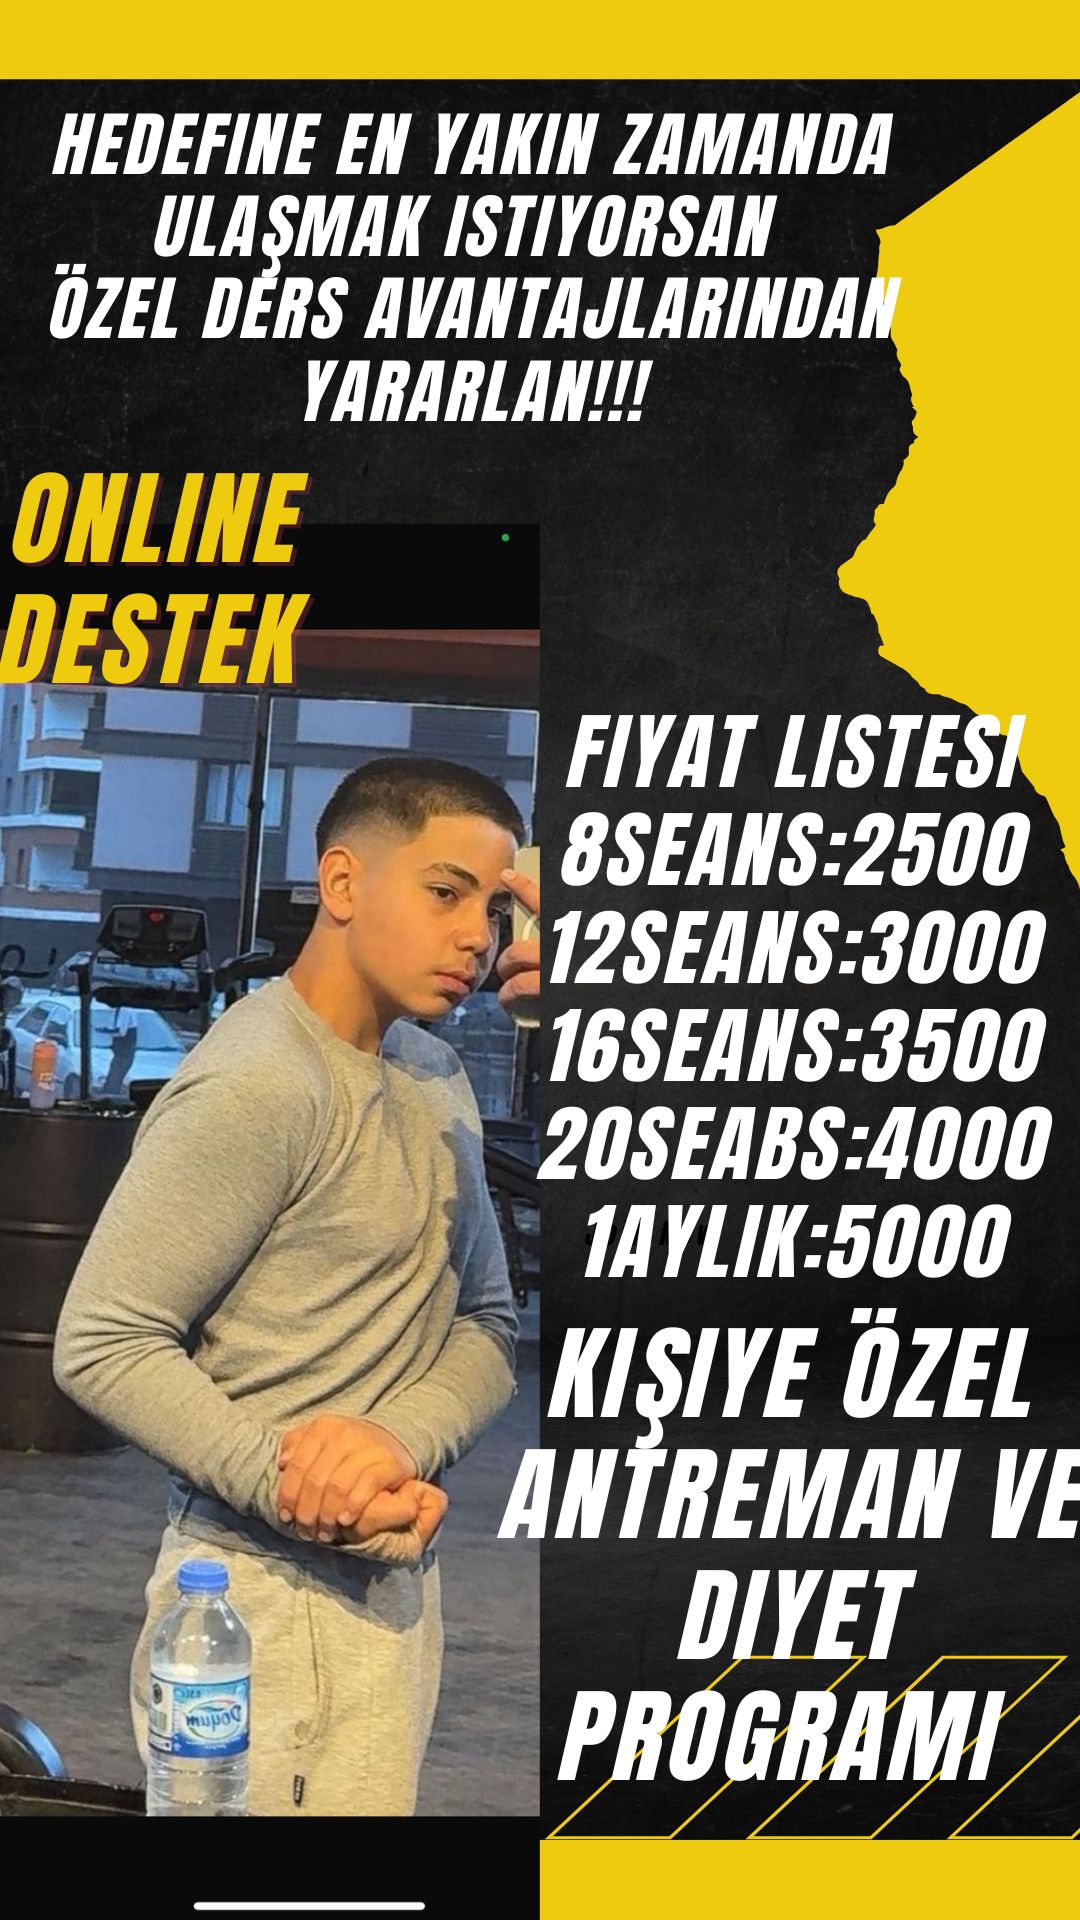 HEDEFINE EN YAKIN ZAMANDA
ULAŞMAK ISTIYORSAN
ÖZEL DERS AVANTAJLARINDAN
YARARLAN!!!
ONLINE
DESTEK
FIYAT LISTESI
8SEANS:2500
12SEANS:3000
16SEANS:3500
20SEABS:4000
1AYLIK:5000
KIŞIYE ÖZEL
ANTREMAN VE
DIYET
PROGRAMI
Doğum